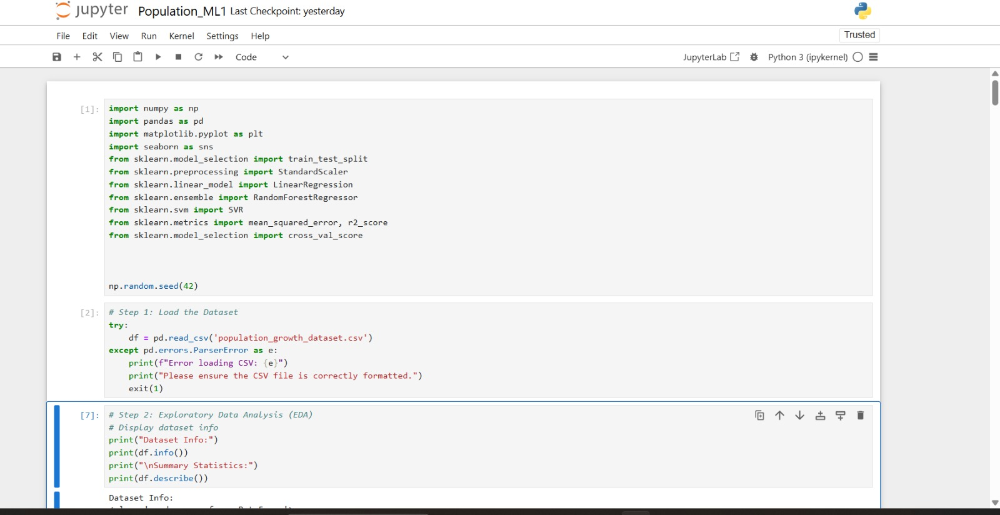 jupyter Population_ML1 Last Checkpoint: yesterday
File Edit View Run Kernel Settings Help
Trusted
Code
JupyterLab
Python 3 (ipykernel)
[1]:
import numpy as np
import pandas as pd
import matplotlib.pyplot as plt
import seaborn as sns
from sklearn.model_selection import train_test_split
from sklearn.preprocessing import StandardScaler
from sklearn.linear_model import LinearRegression
from sklearn.ensemble import RandomForestRegressor
from sklearn.svm import SVR
from sklearn.metrics import mean_squared_error, r2_score
from sklearn.model_selection import cross_val_score
np.random.seed(42)
[2]:
# Step 1: Load the Dataset
try:
    df = pd.read_csv('population_growth_dataset.csv')
except pd.errors.ParserError as e:
    print(f"Error loading CSV: {e}")
    print("Please ensure the CSV file is correctly formatted.")
    exit(1)
[7]:
# Step 2: Exploratory Data Analysis (EDA)
# Display dataset info
print("Dataset Info:")
print(df.info())
print("\nSummary Statistics:")
print(df.describe())
Dataset Info: